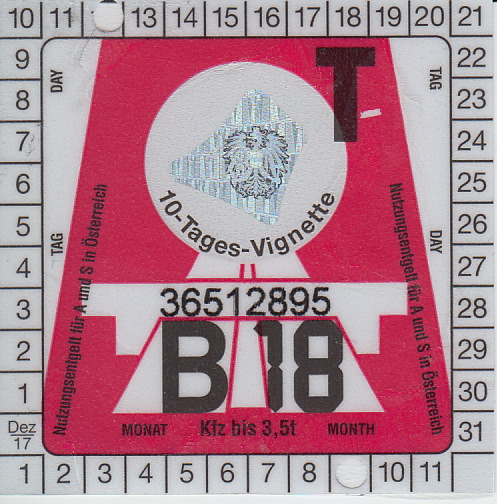 10 11 13 14 15 16 17 18 19 20 21
9 DAY T TAG 22
8 23
7 24
6 25
10-Tages-Vignette
5 26
4 TAG DAY 27
Nutzungsentgelt für A und S in Österreich
Nutzungsentgelt für A und S in Österreich
3 36512895 28
2 B 18 29
1 30
Dez 17 MONAT Kfz bis 3,5t MONTH 31
1 2 3 4 5 6 7 8 10 11